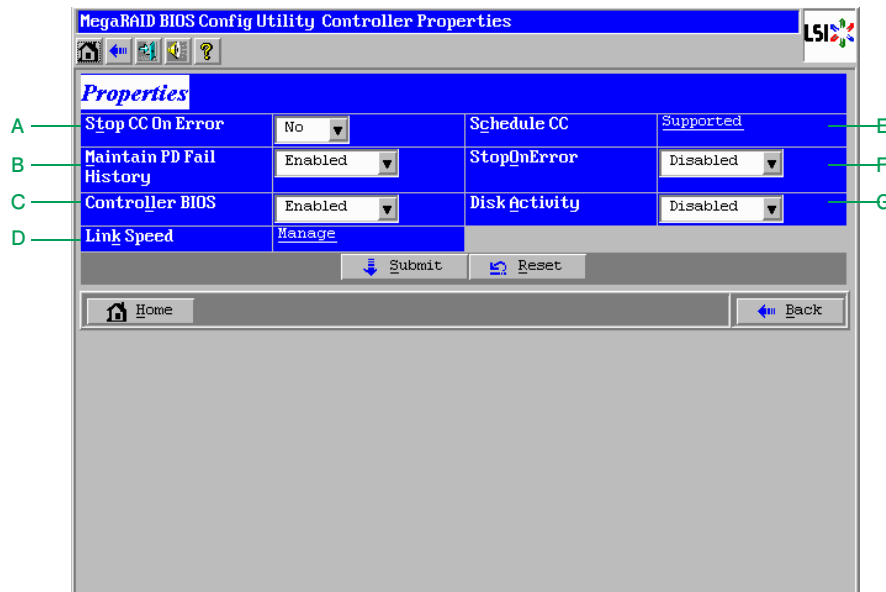 MegaRAID BIOS Config Utility Controller Properties
LSI
Properties
A Stop CC On Error No Schedule CC Supported E
B Maintain PD Fail History Enabled StopOnError Disabled F
C Controller BIOS Enabled Disk Activity Disabled G
D Link Speed Manage
Submit Reset
Home Back